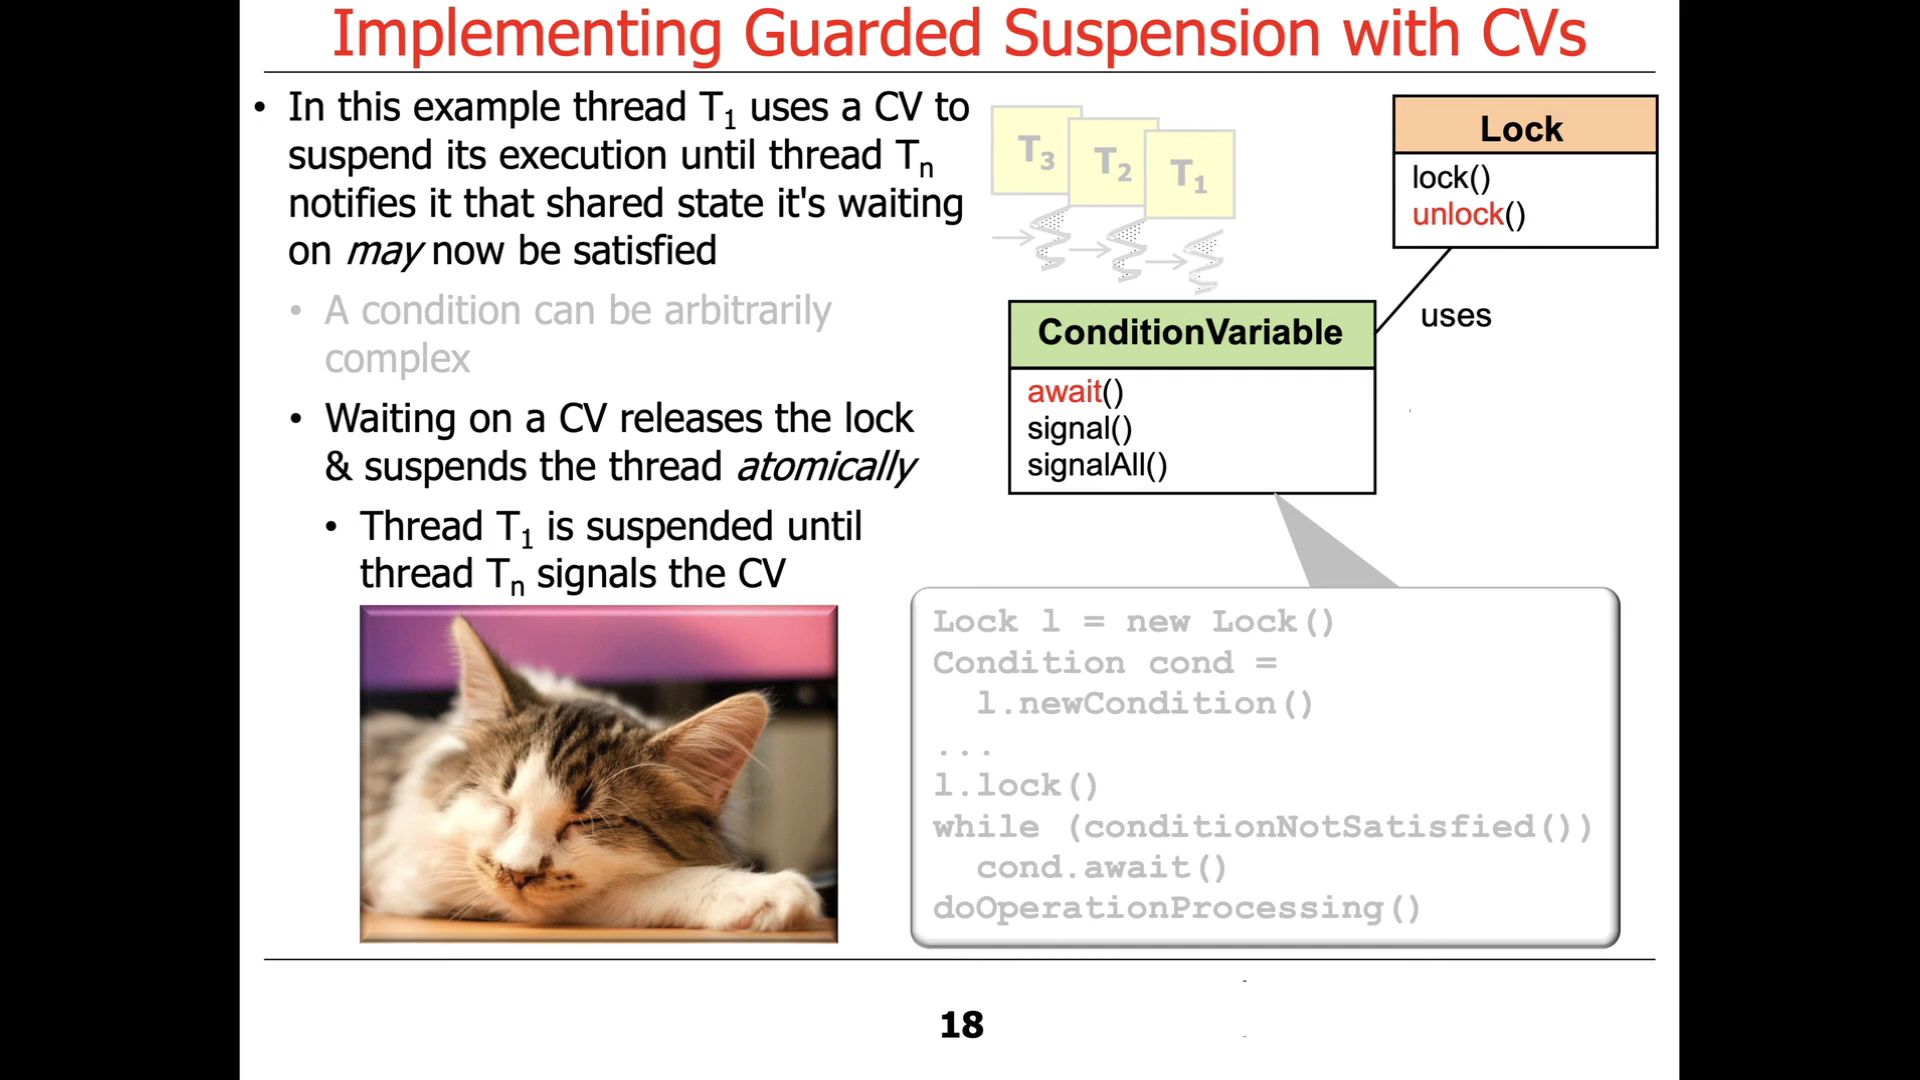 Implementing Guarded Suspension with CVs
• In this example thread T1 uses a CV to
suspend its execution until thread Tn
notifies it that shared state it's waiting
on may now be satisfied
• A condition can be arbitrarily
complex
• Waiting on a CV releases the lock
& suspends the thread atomically
• Thread T1 is suspended until
thread Tn signals the CV
T3
T2
T1
Lock
lock()
unlock()
uses
ConditionVariable
await()
signal()
signalAll()
Lock l = new Lock()
Condition cond =
l.newCondition()
...
l.lock()
while (conditionNotSatisfied())
cond.await()
doOperationProcessing()
18